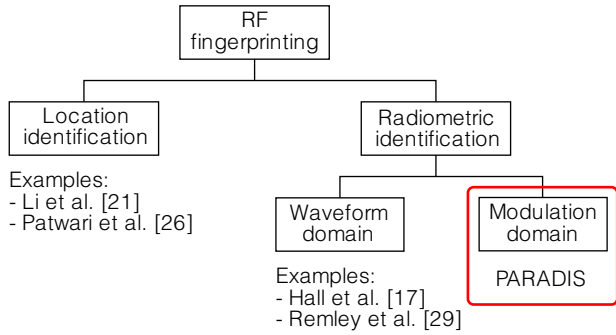 RF
fingerprinting
Location
identification
Radiometric
identification
Examples:
- Li et al. [21]
- Patwari et al. [26]
Waveform
domain
Modulation
domain
Examples:
- Hall et al. [17]
- Remley et al. [29]
PARADIS